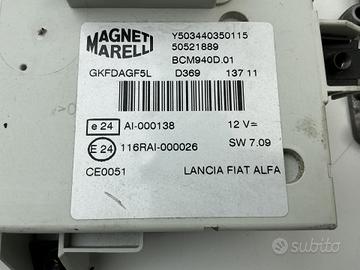 MAGNETI
MARELLI
Y503440350115
50521889
BCM940D.01
GKFDAGF5L D369 137 11
e 24 AI-000138 12 V
E 24 116RAI-000026 SW 7.09
CE0051 LANCIA FIAT ALFA
subito